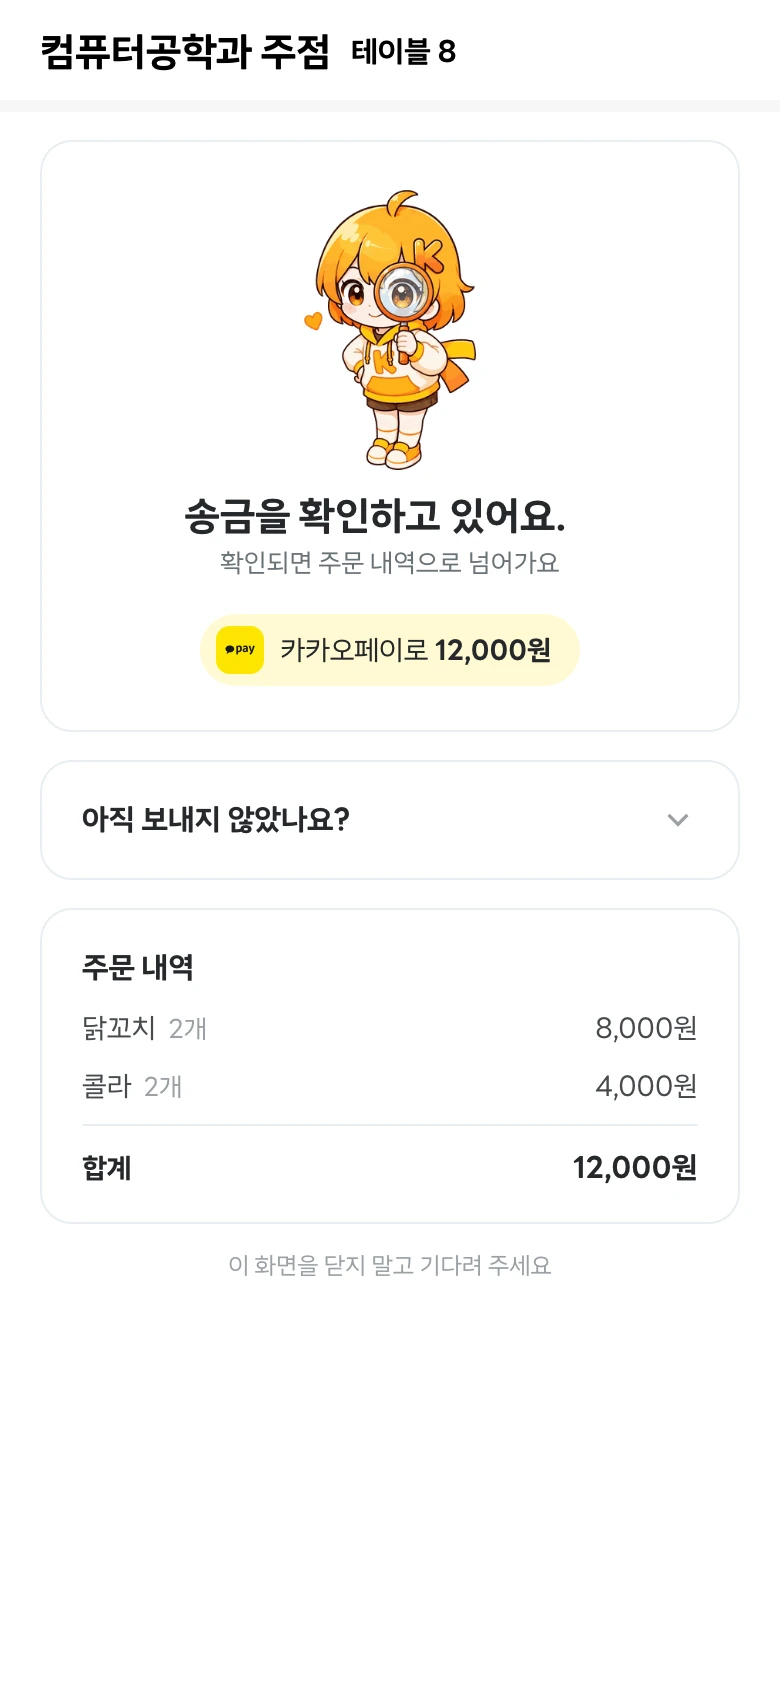 컴퓨터공학과 주점 테이블 8
K
K
송금을 확인하고 있어요.
확인되면 주문 내역으로 넘어가요
pay 카카오페이로 12,000원
아직 보내지 않았나요?
주문 내역
닭꼬치 2개 8,000원
콜라 2개 4,000원
합계 12,000원
이 화면을 닫지 말고 기다려 주세요